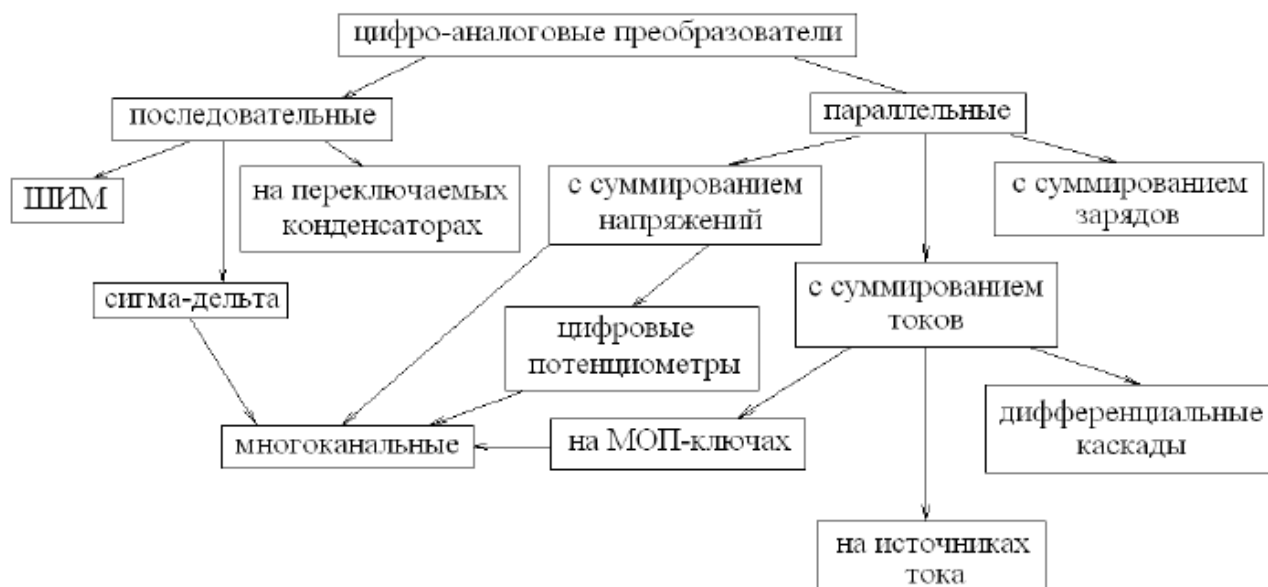 цифро-аналоговые преобразователи
последовательные
параллельные
ШИМ
на переключаемых
конденсаторах
с суммированием
напряжений
с суммированием
зарядов
сигма-дельта
с суммированием
токов
цифровые
потенциометры
многоканальные
на МОП-ключах
дифференциальные
каскады
на источниках
тока